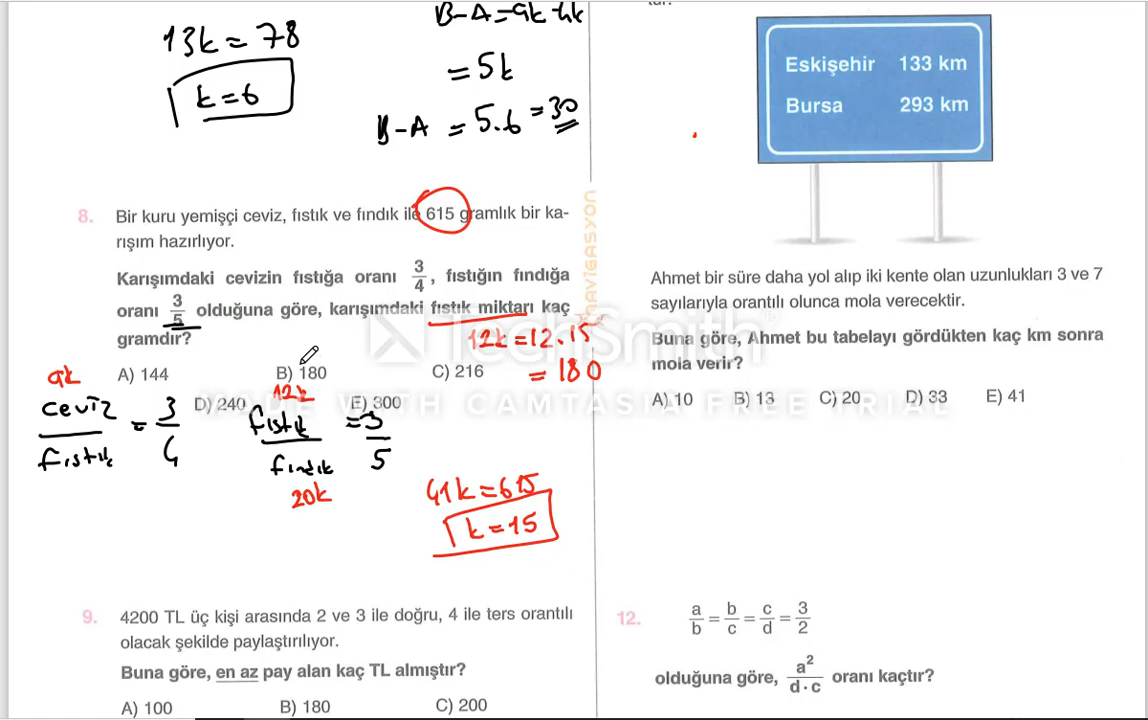 13k = 78
k = 6
B-A = 9k-4k
= 5k
B-A = 5.6 = 30
8. Bir kuru yemişçi ceviz, fıstık ve fındık ile 615 gramlık bir ka-
rışım hazırlıyor.
Karışımdaki cevizin fıstığa oranı 3/4, fıstığın fındığa
oranı 3/5 olduğuna göre, karışımdaki fıstık miktarı kaç
gramdır?
12k = 12.15
= 180
A) 144 B) 180 C) 216
D) 240 E) 300
9k
ceviz / fıstık = 3/4
12k
fıstık / fındık = 3/5
20k
41k = 615
k = 15
9. 4200 TL üç kişi arasında 2 ve 3 ile doğru, 4 ile ters orantılı
olacak şekilde paylaştırılıyor.
Buna göre, en az pay alan kaç TL almıştır?
A) 100 B) 180 C) 200
NAVİGASYON
Eskişehir 133 km
Bursa 293 km
Ahmet bir süre daha yol alıp iki kente olan uzunlukları 3 ve 7
sayılarıyla orantılı olunca mola verecektir.
Buna göre, Ahmet bu tabelayı gördükten kaç km sonra
mola verir?
A) 10 B) 13 C) 20 D) 33 E) 41
12. a/b = b/c = c/d = 3/2
olduğuna göre, a²/d·c oranı kaçtır?
TechSmith
MADE WITH CAMTASIA FREE TRIAL